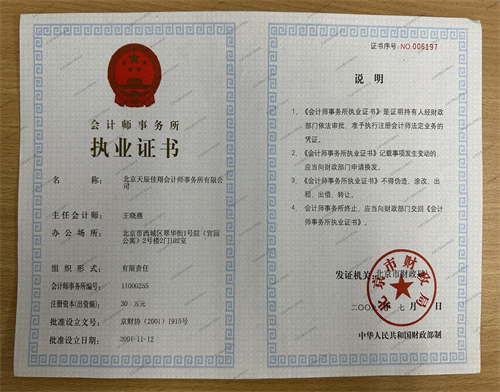 会计师事务所
执业证书
名称: 北京天辰佳翔会计师事务所有限公
司
主任会计师: 王晓燕
办公场所: 北京市西城区翠华街1号院(官园
公寓)2号楼2门102室
组织形式: 有限责任
会计师事务所编号: 11000255
注册资本(出资额): 30 万元
批准设立文号: 京财协(2001)1915号
批准设立日期: 2001-11-12
证书序号:NO.006197
说明
1、《会计师事务所执业证书》是证明持有人经财政
部门依法审批,准予执行注册会计师法定业务的
凭证。
2、《会计师事务所执业证书》记载事项发生变动的,
应当向财政部门申请换发。
3、《会计师事务所执业证书》不得伪造、涂改、出
租、出借、转让。
4、会计师事务所终止,应当向财政部门交回《会计
师事务所执业证书》。
发证机关: 北京市财政局
北京市财政局
二〇〇 年 七 月 日
中华人民共和国财政部制